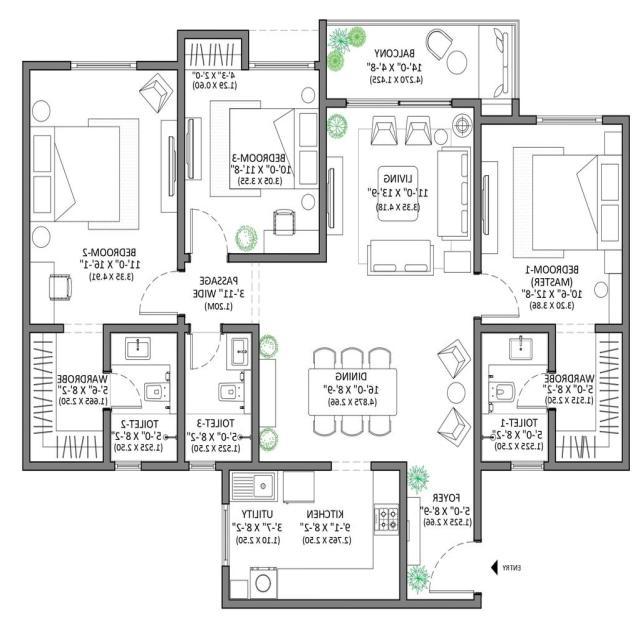 BALCONY
14'-0" X 4'-8"
(4.270 X 1.425)
4'-3" X 2'-0"
(1.29 X 0.60)
BEDROOM-3
10'-0" X 11'-8"
(3.05 X 3.55)
LIVING
11'-0" X 13'-9"
(3.35 X 4.18)
BEDROOM-2
11'-0" X 16'-1"
(3.35 X 4.91)
PASSAGE
3'-11" WIDE
(1.20M)
BEDROOM-1
(MASTER)
10'-6" X 12'-8"
(3.20 X 3.86)
WARDROBE
5'-6" X 8'-2"
(1.665 X 2.50)
TOILET-2
5'-0" X 8'-2"
(1.525 X 2.50)
TOILET-3
5'-0" X 8'-2"
(1.525 X 2.50)
DINING
16'-0" X 8'-9"
(4.875 X 2.66)
TOILET-1
5'-0" X 8'-2"
(1.525 X 2.50)
WARDROBE
5'-0" X 8'-2"
(1.515 X 2.50)
UTILITY
3'-7" X 8'-2"
(1.10 X 2.50)
KITCHEN
9'-1" X 8'-2"
(2.765 X 2.50)
FOYER
5'-0" X 8'-9"
(1.525 X 2.66)
ENTRY